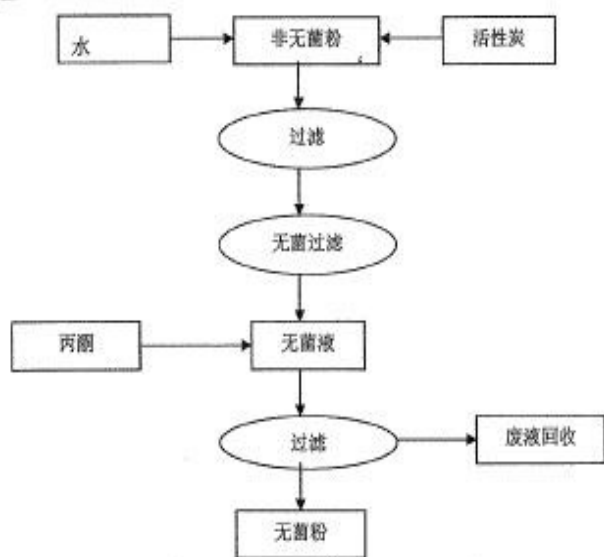 水
非无菌粉
活性炭
过滤
无菌过滤
丙酮
无菌液
过滤
废液回收
无菌粉